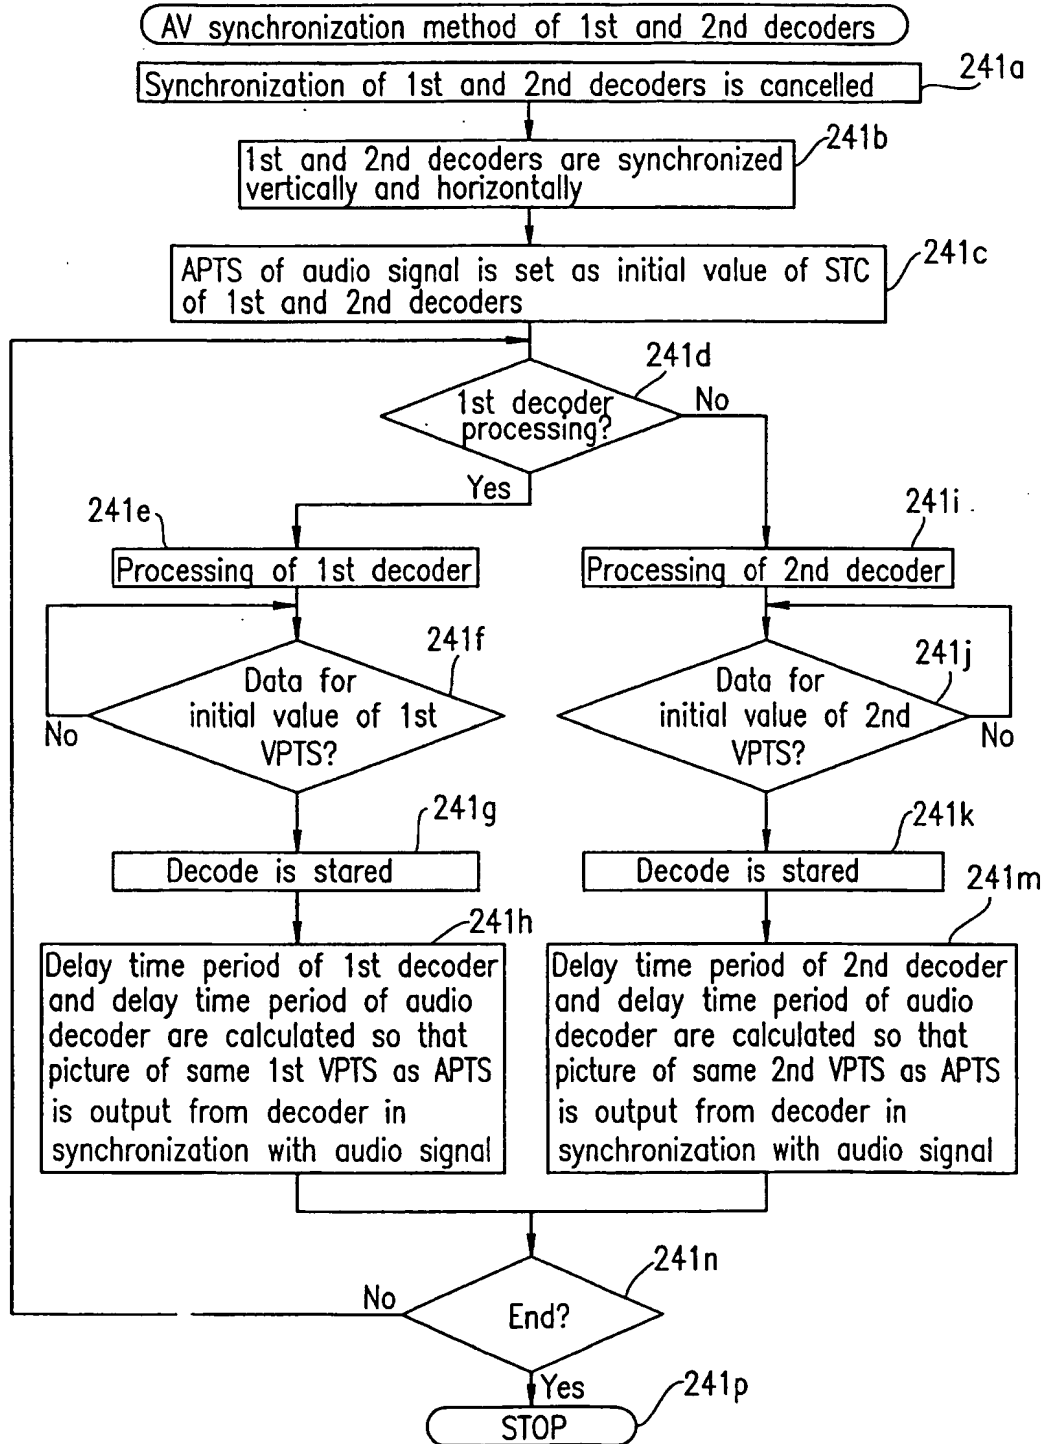 AV synchronization method of 1st and 2nd decoders
241a
Synchronization of 1st and 2nd decoders is cancelled
241b
1st and 2nd decoders are synchronized
vertically and horizontally
241c
APTS of audio signal is set as initial value of STC
of 1st and 2nd decoders
241d
1st decoder
processing?
No
Yes
241e
Processing of 1st decoder
241i
Processing of 2nd decoder
241f
Data for
initial value of 1st
VPTS?
No
241j
Data for
initial value of 2nd
VPTS?
No
241g
Decode is stared
241k
Decode is stared
241h
Delay time period of 1st decoder
and delay time period of audio
decoder are calculated so that
picture of same 1st VPTS as APTS
is output from decoder in
synchronization with audio signal
241m
Delay time period of 2nd decoder
and delay time period of audio
decoder are calculated so that
picture of same 2nd VPTS as APTS
is output from decoder in
synchronization with audio signal
241n
No
End?
Yes
241p
STOP